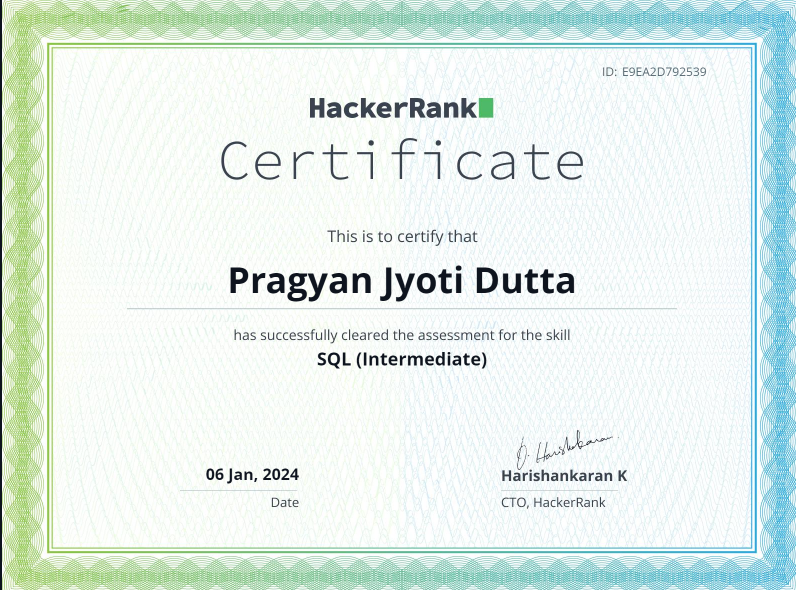 ID: E9EA2D792539
HackerRank
Certificate
This is to certify that
Pragyan Jyoti Dutta
has successfully cleared the assessment for the skill
SQL (Intermediate)
06 Jan, 2024
Date
D. Harishankaran
Harishankaran K
CTO, HackerRank